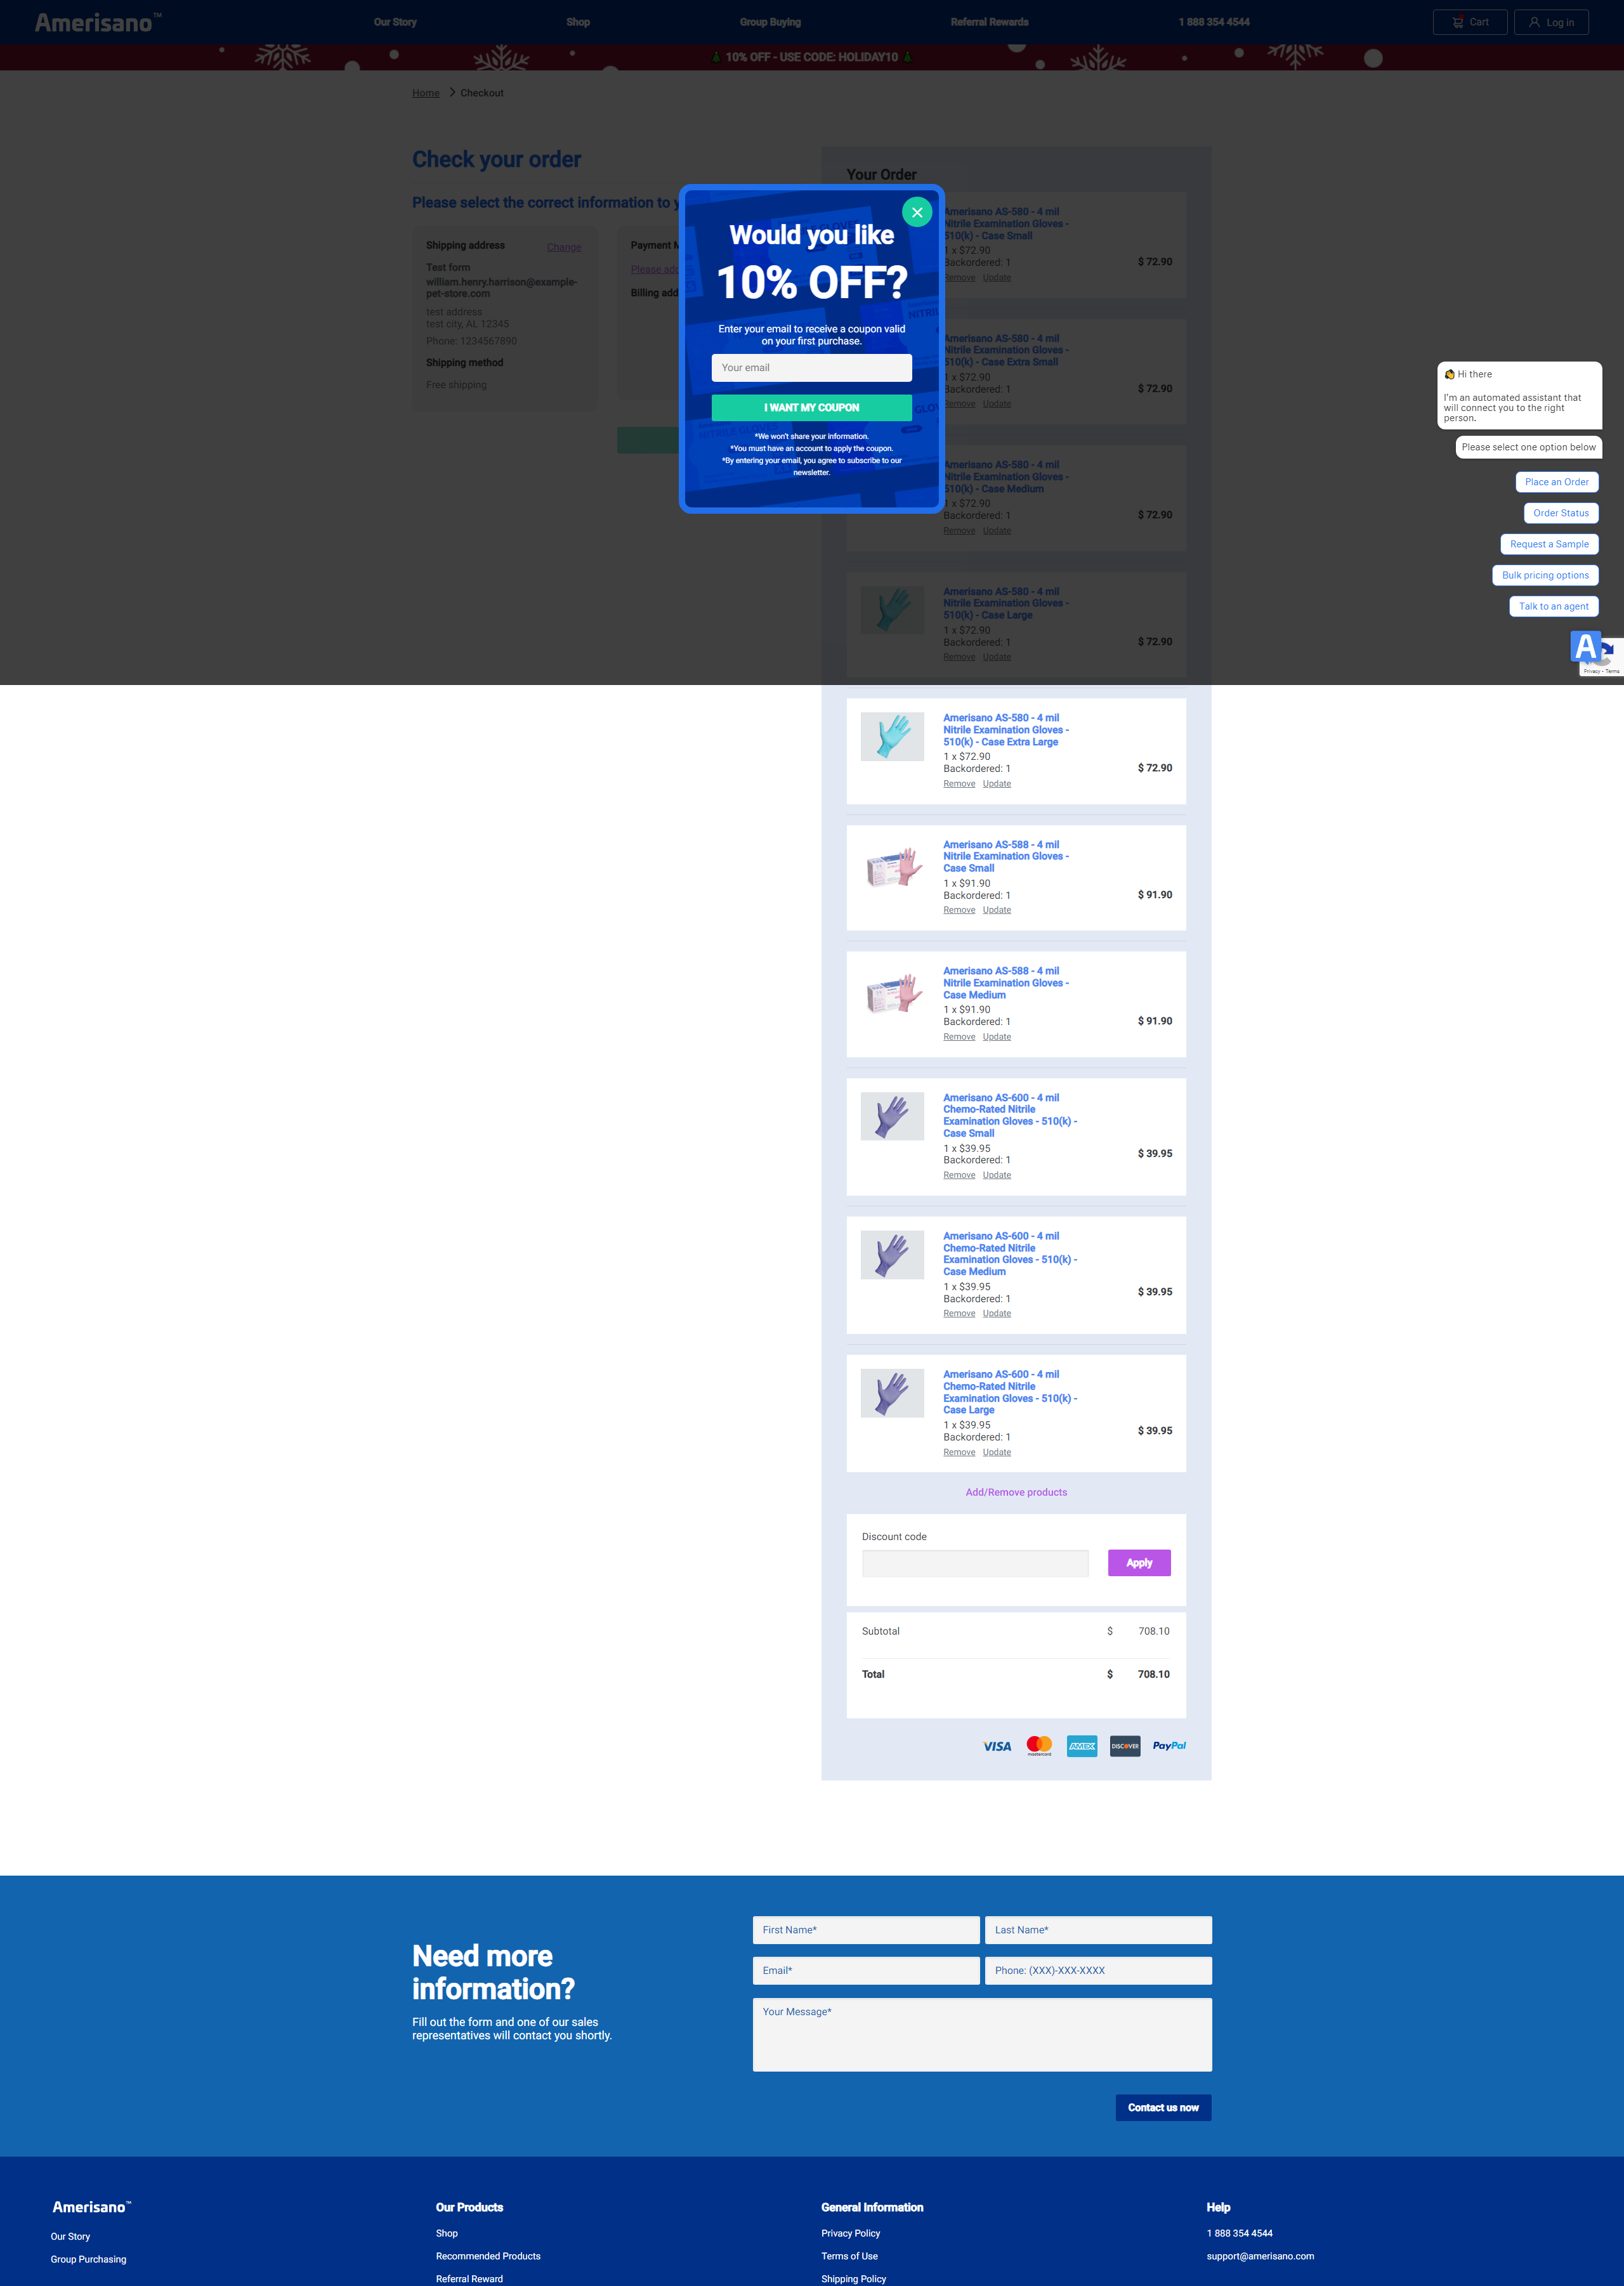 Amerisano™
Our Story
Shop
Group Buying
Referral Rewards
1 888 354 4544
Cart
Log in
10% OFF - USE CODE: HOLIDAY10
Home > Checkout
Check your order
Please select the correct information to y
Shipping address
Change
Test form
william.henry.harrison@example-
pet-store.com
test address
test city, AL 12345
Phone: 1234567890
Shipping method
Free shipping
Payment M
Please add
Billing add
Would you like
10% OFF?
Enter your email to receive a coupon valid
on your first purchase.
Your email
I WANT MY COUPON
*We won't share your information.
*You must have an account to apply the coupon.
*By entering your email, you agree to subscribe to our
newsletter.
Your Order
Amerisano AS-580 - 4 mil
Nitrile Examination Gloves -
510(k) - Case Small
1 x $72.90
Backordered: 1
Remove Update
$ 72.90
Amerisano AS-580 - 4 mil
Nitrile Examination Gloves -
510(k) - Case Extra Small
1 x $72.90
Backordered: 1
Remove Update
$ 72.90
Amerisano AS-580 - 4 mil
Nitrile Examination Gloves -
510(k) - Case Medium
1 x $72.90
Backordered: 1
Remove Update
$ 72.90
Amerisano AS-580 - 4 mil
Nitrile Examination Gloves -
510(k) - Case Large
1 x $72.90
Backordered: 1
Remove Update
$ 72.90
Amerisano AS-580 - 4 mil
Nitrile Examination Gloves -
510(k) - Case Extra Large
1 x $72.90
Backordered: 1
Remove Update
$ 72.90
Amerisano AS-588 - 4 mil
Nitrile Examination Gloves -
Case Small
1 x $91.90
Backordered: 1
Remove Update
$ 91.90
Amerisano AS-588 - 4 mil
Nitrile Examination Gloves -
Case Medium
1 x $91.90
Backordered: 1
Remove Update
$ 91.90
Amerisano AS-600 - 4 mil
Chemo-Rated Nitrile
Examination Gloves - 510(k) -
Case Small
1 x $39.95
Backordered: 1
Remove Update
$ 39.95
Amerisano AS-600 - 4 mil
Chemo-Rated Nitrile
Examination Gloves - 510(k) -
Case Medium
1 x $39.95
Backordered: 1
Remove Update
$ 39.95
Amerisano AS-600 - 4 mil
Chemo-Rated Nitrile
Examination Gloves - 510(k) -
Case Large
1 x $39.95
Backordered: 1
Remove Update
$ 39.95
Add/Remove products
Discount code
Apply
Subtotal $ 708.10
Total $ 708.10
VISA mastercard AMEX DISCOVER PayPal
Hi there
I'm an automated assistant that
will connect you to the right
person.
Please select one option below
Place an Order
Order Status
Request a Sample
Bulk pricing options
Talk to an agent
A
Privacy - Terms
Need more
information?
Fill out the form and one of our sales
representatives will contact you shortly.
First Name*
Last Name*
Email*
Phone: (XXX)-XXX-XXXX
Your Message*
Contact us now
Amerisano™
Our Story
Group Purchasing
Our Products
Shop
Recommended Products
Referral Reward
General Information
Privacy Policy
Terms of Use
Shipping Policy
Help
1 888 354 4544
support@amerisano.com